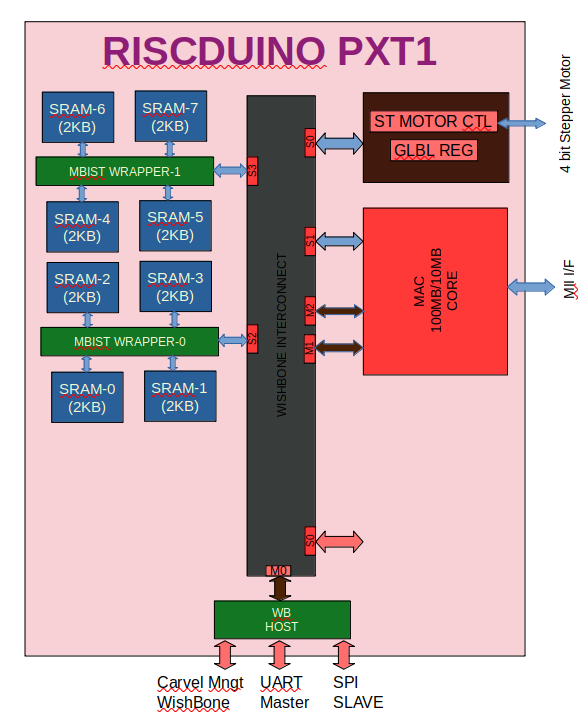 RISCDUINO PXT1
SRAM-6
(2KB)
SRAM-7
(2KB)
MBIST WRAPPER-1
SRAM-4
(2KB)
SRAM-5
(2KB)
SRAM-2
(2KB)
SRAM-3
(2KB)
MBIST WRAPPER-0
SRAM-0
(2KB)
SRAM-1
(2KB)
S3
S2
WISHBONE INTERCONNECT
S0
S1
M2
M1
S0
M0
ST MOTOR CTL
GLBL REG
4 bit Stepper Motor
MAC
100MB/10MB
CORE
MII I/F
WB
HOST
Carvel Mngt
WishBone
UART
Master
SPI
SLAVE